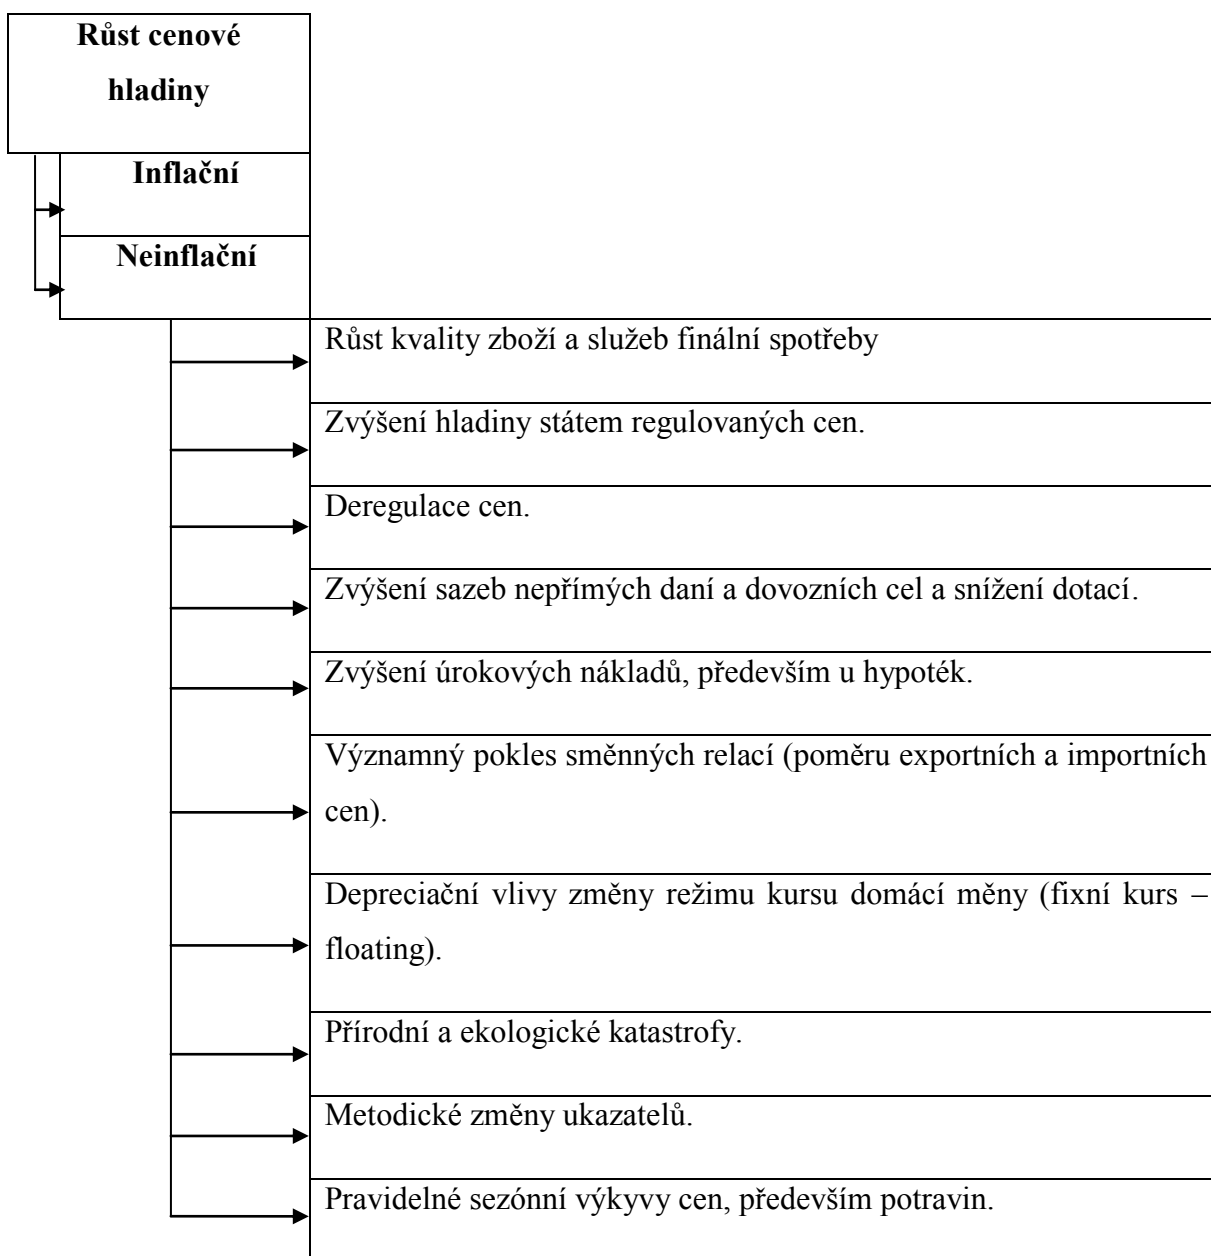 Růst cenové
hladiny
Inflační
Neinflační
Růst kvality zboží a služeb finální spotřeby
Zvýšení hladiny státem regulovaných cen.
Deregulace cen.
Zvýšení sazeb nepřímých daní a dovozních cel a snížení dotací.
Zvýšení úrokových nákladů, především u hypoték.
Významný pokles směnných relací (poměru exportních a importních
cen).
Depreciační vlivy změny režimu kursu domácí měny (fixní kurs –
floating).
Přírodní a ekologické katastrofy.
Metodické změny ukazatelů.
Pravidelné sezónní výkyvy cen, především potravin.